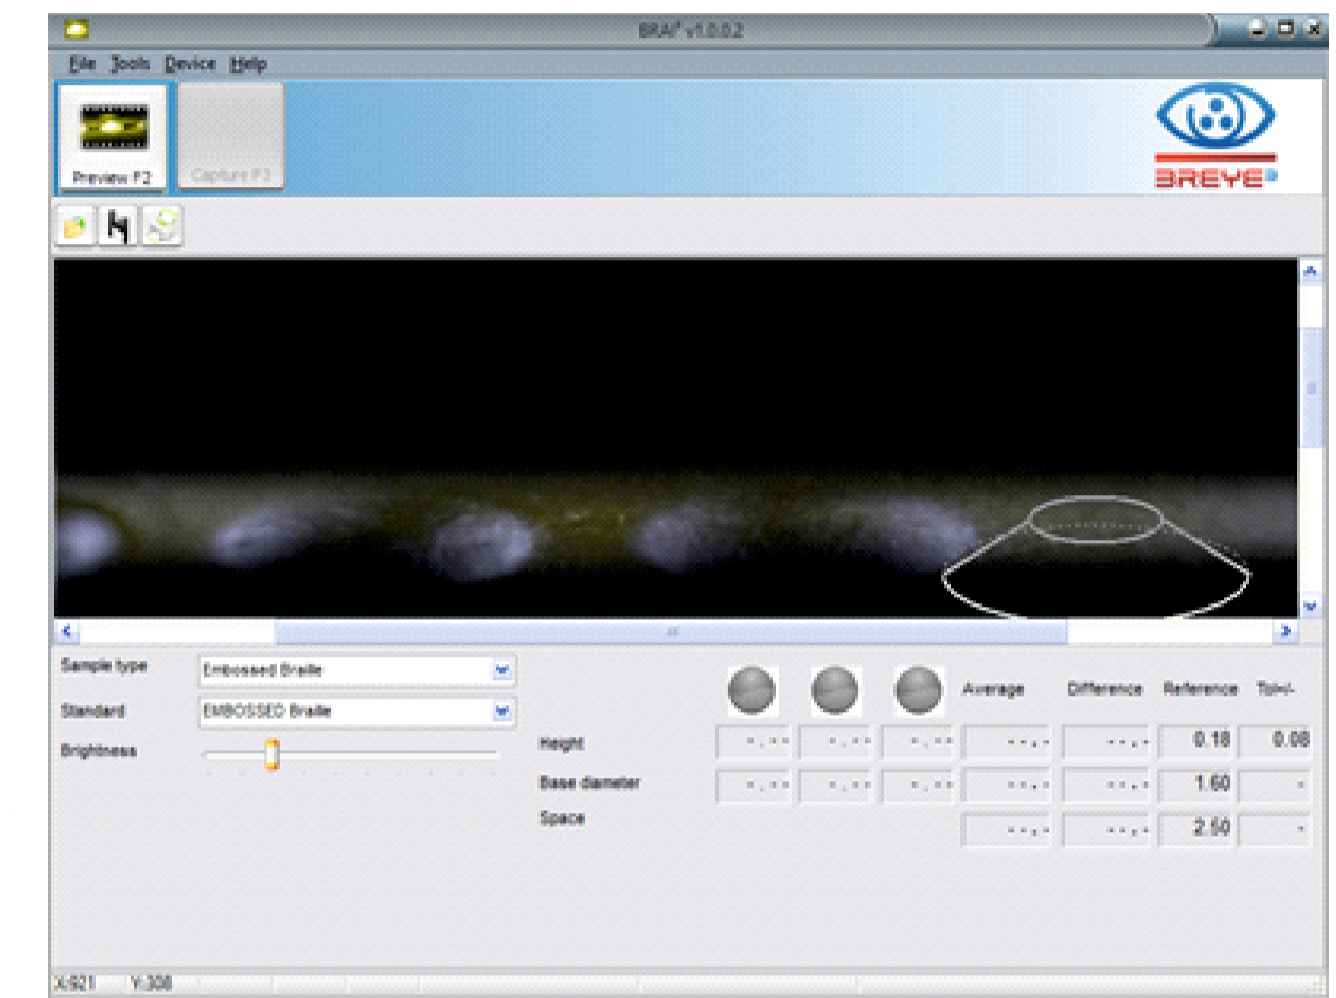 BRAI³ v1.0.0.2
File Tools Device Help
Preview F2 Capture F3
BREYE
Sample type Embossed Braille
Average Difference Reference Tol+/-
Standard EMBOSSED Braille
Height -.-- -.-- -.-- --.- --.- 0.18 0.08
Brightness
Base diameter -.-- -.-- -.-- --.- --.- 1.60 -
Space --.- --.- 2.50 -
X:921 Y:308